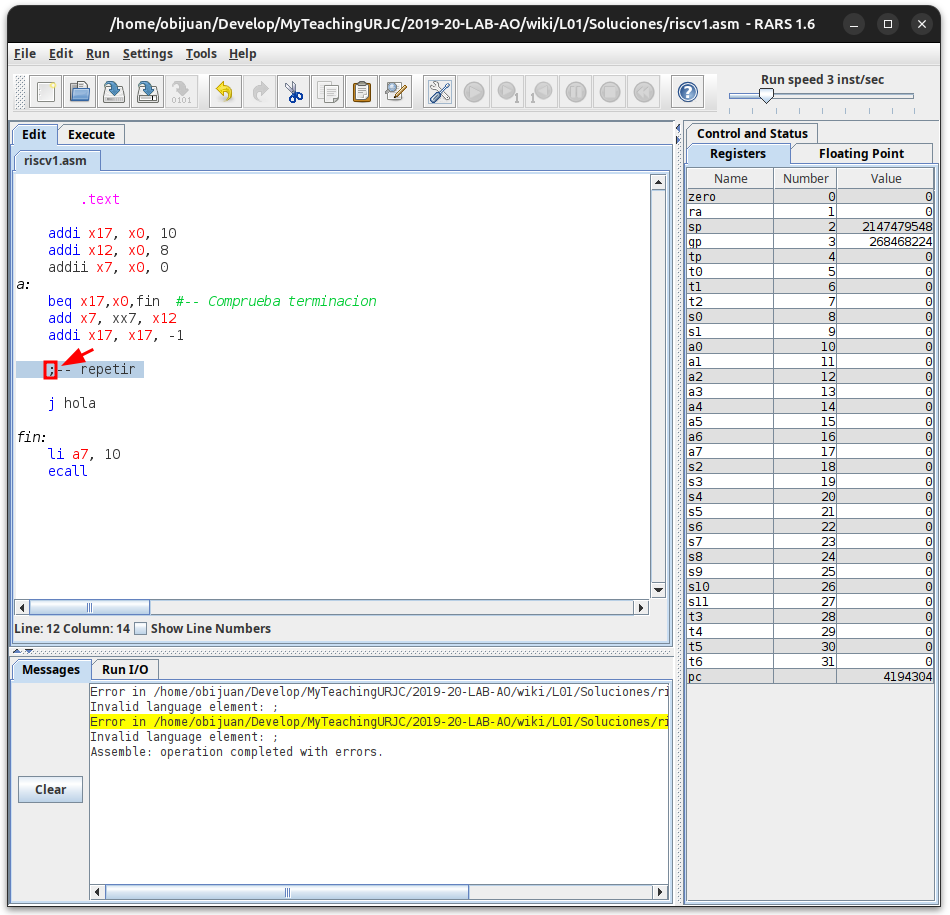 /home/obijuan/Develop/MyTeachingURJC/2019-20-LAB-AO/wiki/L01/Soluciones/riscv1.asm - RARS 1.6
File Edit Run Settings Tools Help
Run speed 3 inst/sec
Edit Execute
riscv1.asm
.text
addi x17, x0, 10
addi x12, x0, 8
addii x7, x0, 0
a:
beq x17,x0,fin #-- Comprueba terminacion
add x7, xx7, x12
addi x17, x17, -1
;-- repetir
j hola
fin:
li a7, 10
ecall
Line: 12 Column: 14 Show Line Numbers
Messages Run I/O
Error in /home/obijuan/Develop/MyTeachingURJC/2019-20-LAB-AO/wiki/L01/Soluciones/ri
Invalid language element: ;
Error in /home/obijuan/Develop/MyTeachingURJC/2019-20-LAB-AO/wiki/L01/Soluciones/ri
Invalid language element: ;
Assemble: operation completed with errors.
Clear
Control and Status
Registers Floating Point
Name Number Value
zero 0 0
ra 1 0
sp 2 2147479548
gp 3 268468224
tp 4 0
t0 5 0
t1 6 0
t2 7 0
s0 8 0
s1 9 0
a0 10 0
a1 11 0
a2 12 0
a3 13 0
a4 14 0
a5 15 0
a6 16 0
a7 17 0
s2 18 0
s3 19 0
s4 20 0
s5 21 0
s6 22 0
s7 23 0
s8 24 0
s9 25 0
s10 26 0
s11 27 0
t3 28 0
t4 29 0
t5 30 0
t6 31 0
pc 4194304